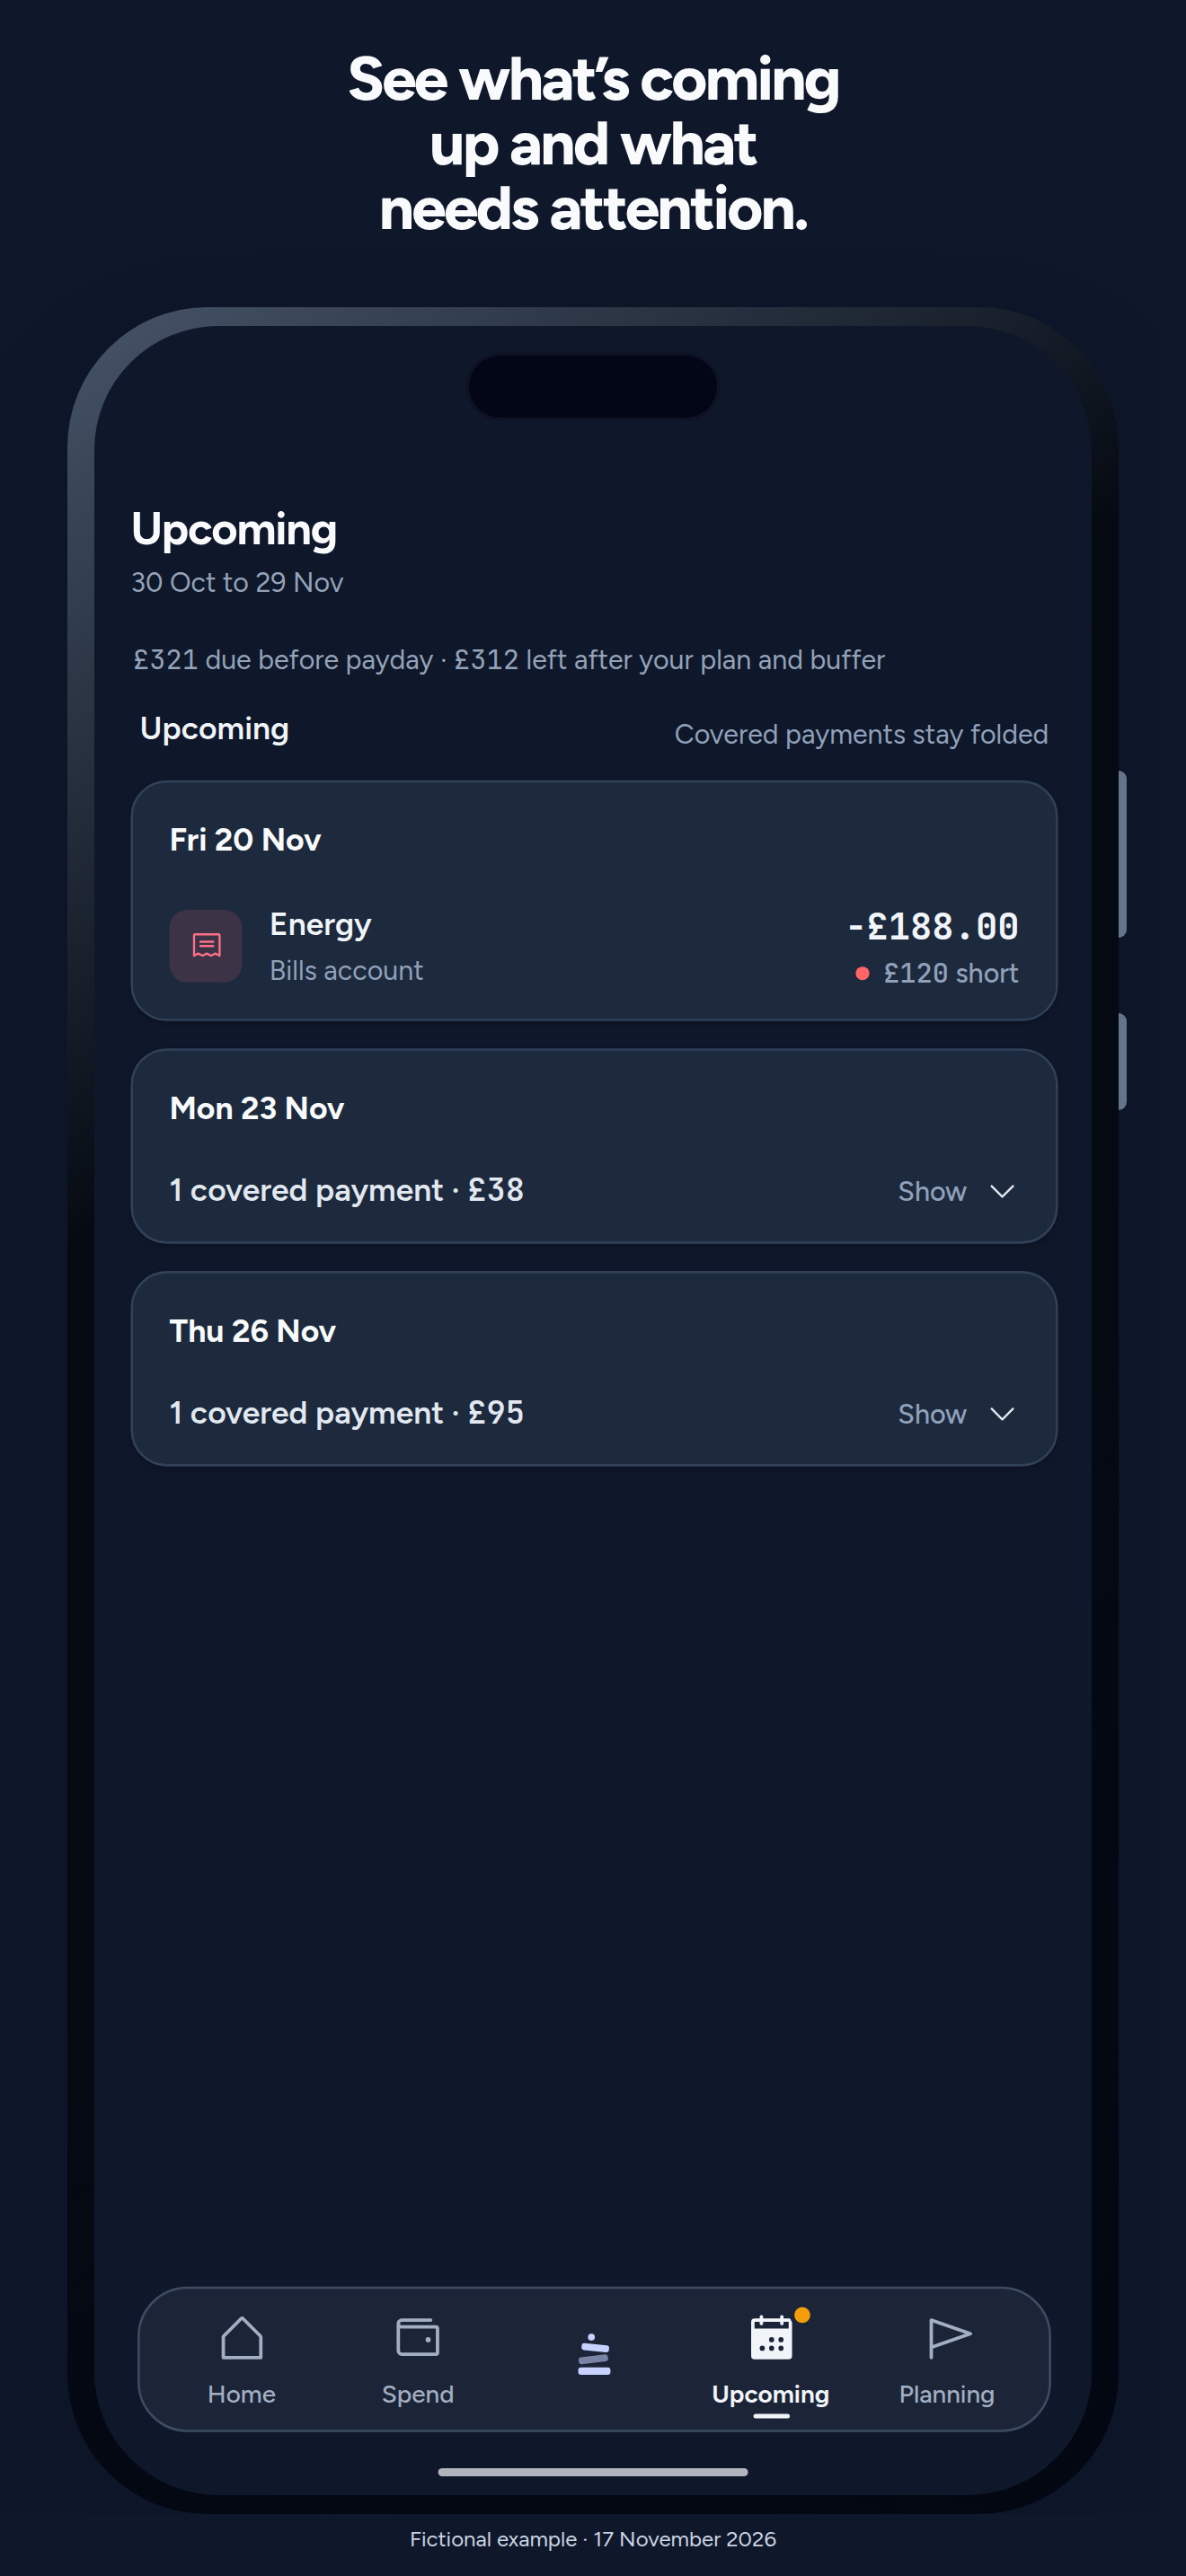 See what’s coming
up and what
needs attention.
Upcoming
30 Oct to 29 Nov
£321 due before payday · £312 left after your plan and buffer
Upcoming
Covered payments stay folded
Fri 20 Nov
Energy
-£188.00
Bills account
£120 short
Mon 23 Nov
1 covered payment · £38
Show
Thu 26 Nov
1 covered payment · £95
Show
Home
Spend
Upcoming
Planning
Fictional example · 17 November 2026